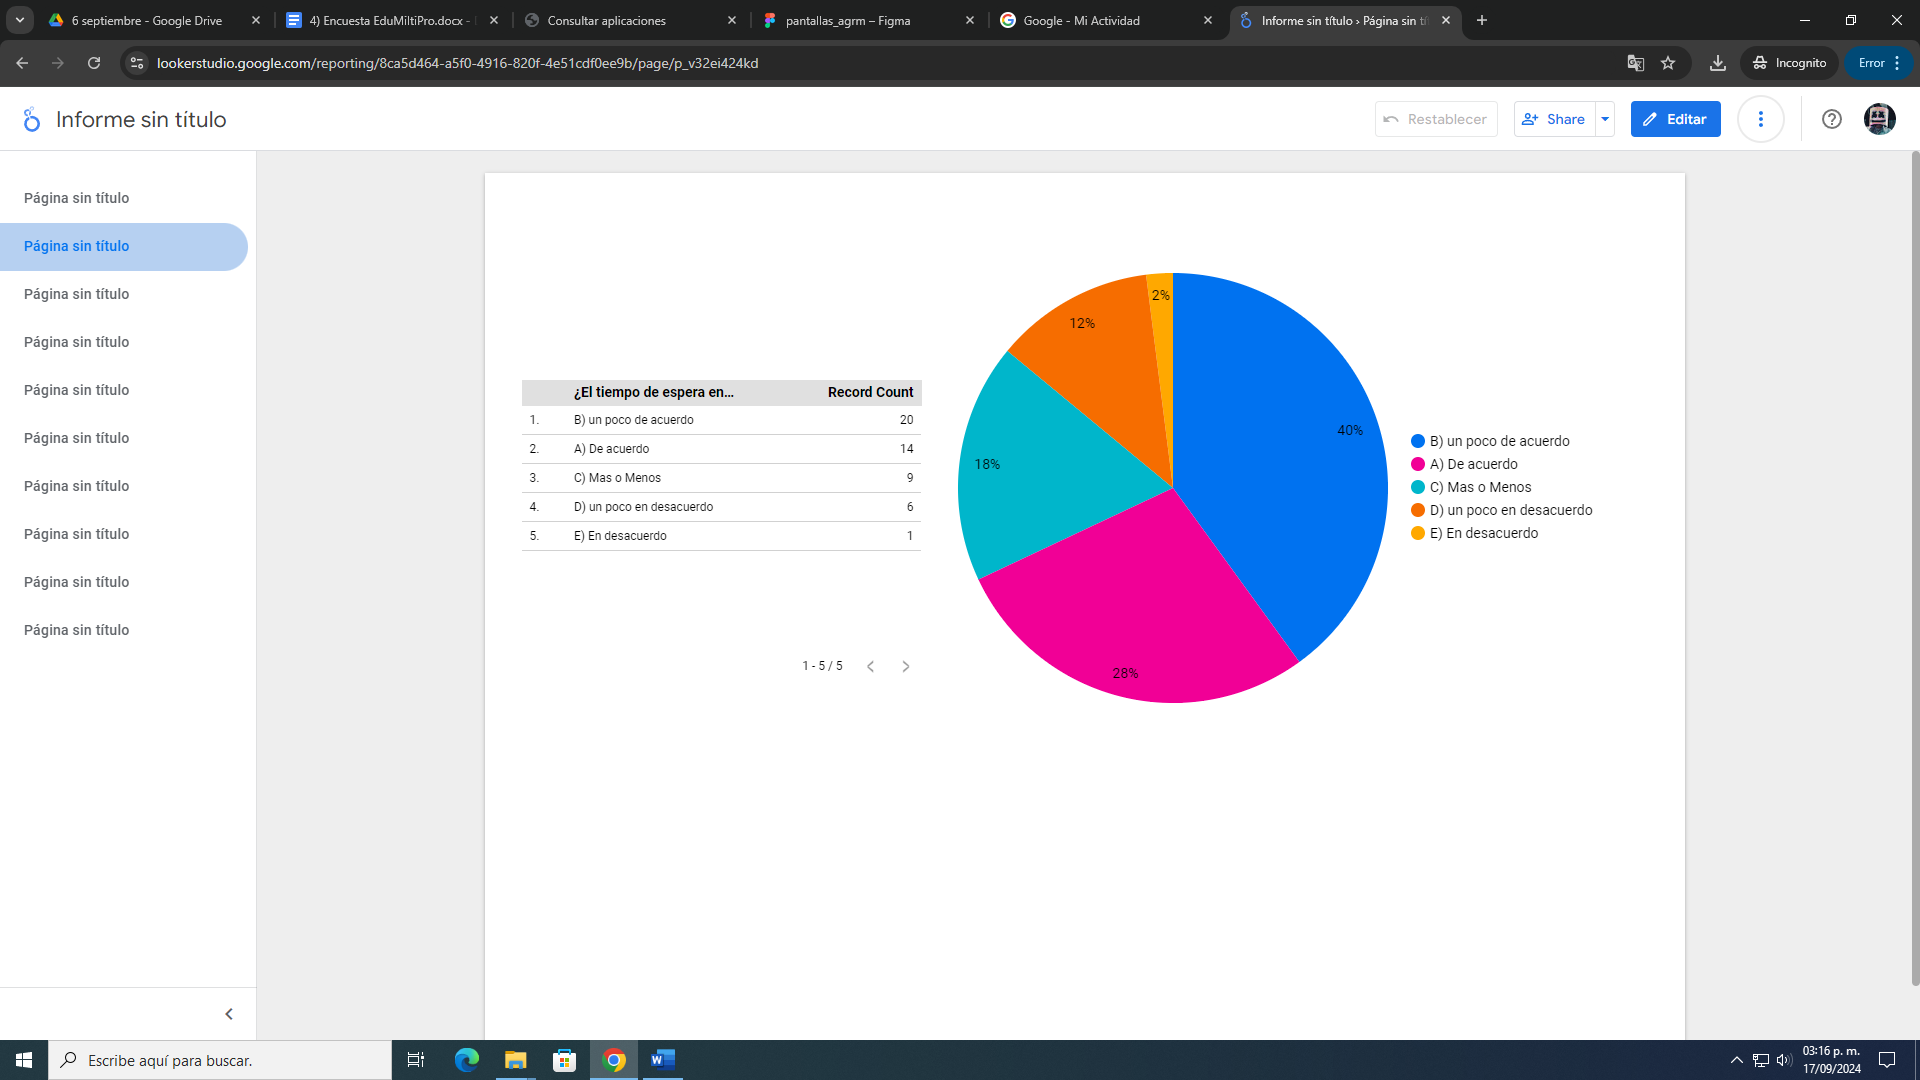 6 septiembre - Google Drive
4) Encuesta EduMiltiPro.docx -
Consultar aplicaciones
pantallas_agrm – Figma
Google - Mi Actividad
Informe sin título › Página sin tí
lookerstudio.google.com/reporting/8ca5d464-a5f0-4916-820f-4e51cdf0ee9b/page/p_v32ei424kd
Incognito
Error
Informe sin título
Restablecer
Share
Editar
Página sin título
Página sin título
Página sin título
Página sin título
Página sin título
Página sin título
Página sin título
Página sin título
Página sin título
Página sin título
¿El tiempo de espera en... Record Count
1. B) un poco de acuerdo 20
2. A) De acuerdo 14
3. C) Mas o Menos 9
4. D) un poco en desacuerdo 6
5. E) En desacuerdo 1
1 - 5 / 5
2%
12%
40%
18%
28%
B) un poco de acuerdo
A) De acuerdo
C) Mas o Menos
D) un poco en desacuerdo
E) En desacuerdo
Escribe aquí para buscar.
03:16 p. m.
17/09/2024